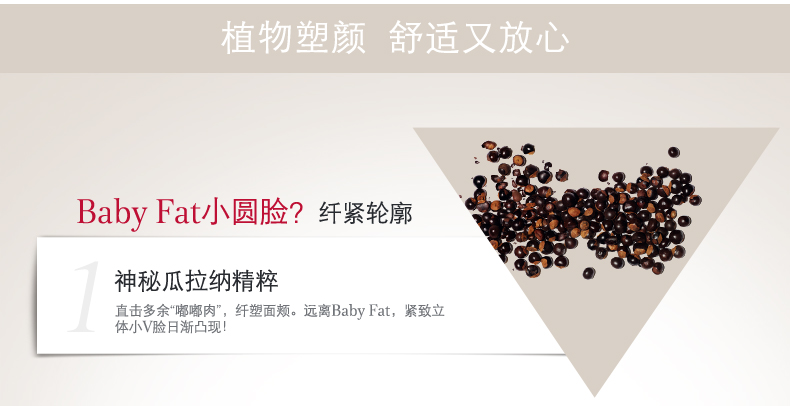 植物塑颜 舒适又放心
Baby Fat小圆脸？纤紧轮廓
1
神秘瓜拉纳精粹
直击多余“嘟嘟肉”，纤塑面颊。远离Baby Fat，紧致立
体小V脸日渐凸现！